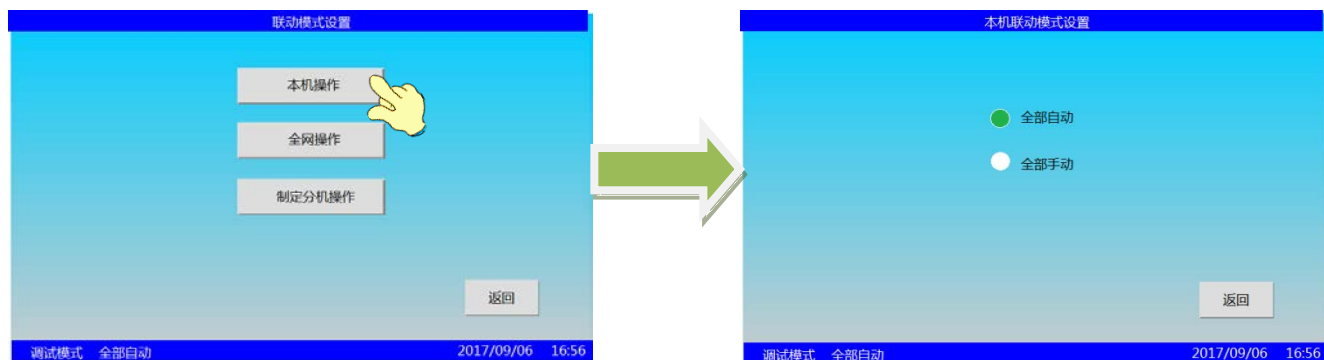 联动模式设置
本机操作
全网操作
制定分机操作
返回
调试模式 全部自动 2017/09/06 16:56
本机联动模式设置
全部自动
全部手动
返回
调试模式 全部自动 2017/09/06 16:56